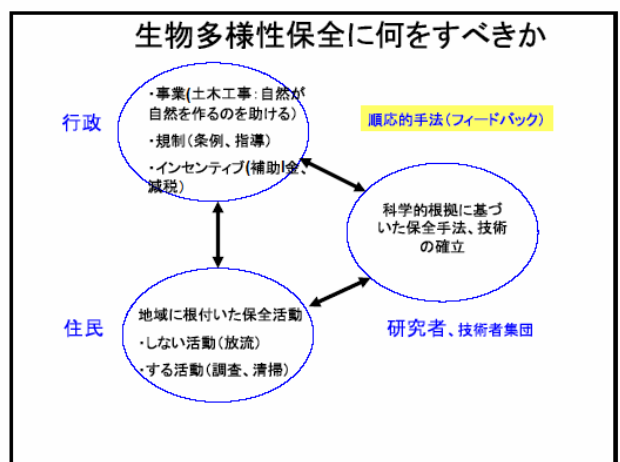 生物多様性保全に何をすべきか
行政
・事業(土木工事:自然が
自然を作るのを助ける)
・規制(条例、指導)
・インセンティブ(補助金、
減税)
順応的手法(フィードバック)
科学的根拠に基づ
いた保全手法、技術
の確立
研究者、技術者集団
住民
地域に根付いた保全活動
・しない活動(放流)
・する活動(調査、清掃)